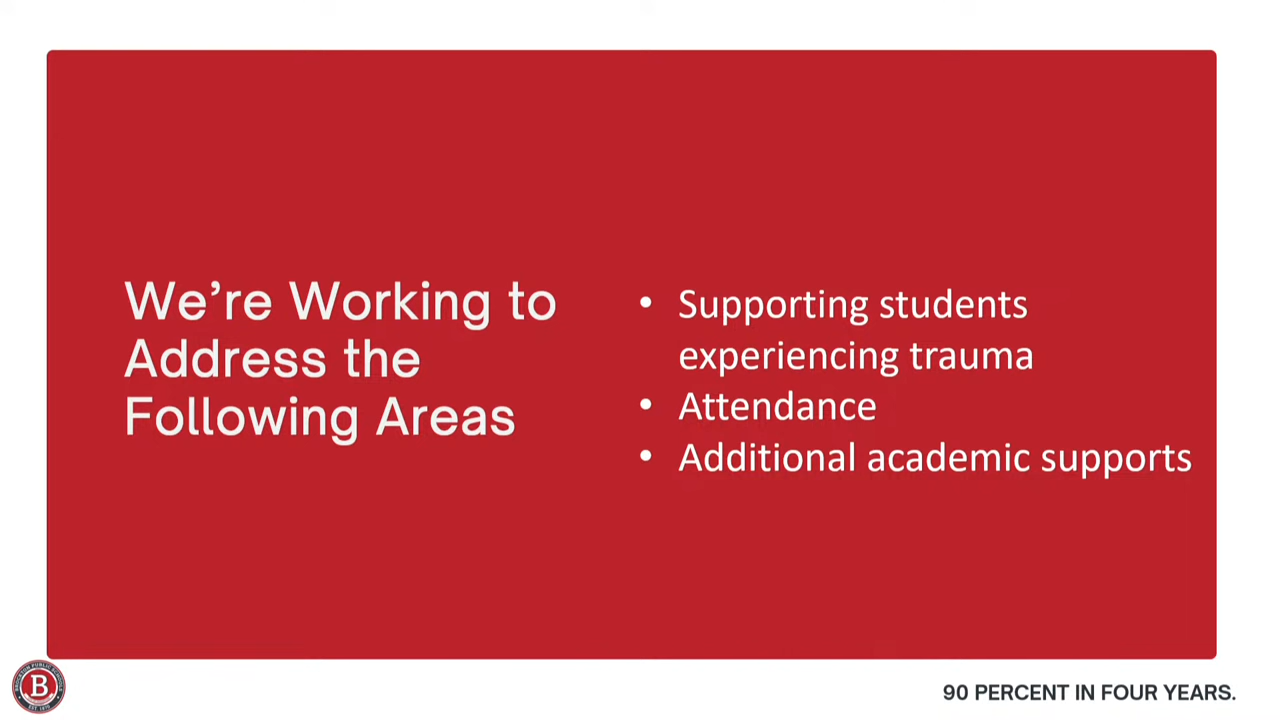 We're Working to
Address the
Following Areas
• Supporting students
experiencing trauma
• Attendance
• Additional academic supports
B
90 PERCENT IN FOUR YEARS.